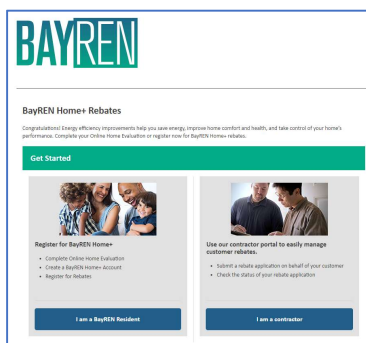 BAYREN
BayREN Home+ Rebates
Congratulations! Energy efficiency improvements help you save energy, improve home comfort and health, and take control of your home's
performance. Complete your Online Home Evaluation or register now for BayREN Home+ rebates.
Get Started
Register for BayREN Home+
• Complete Online Home Evaluation
• Create a BayREN Home+ Account
• Register for Rebates
I am a BayREN Resident
Use our contractor portal to easily manage
customer rebates.
• Submit a rebate application on behalf of your customer
• Check the status of your rebate application
I am a contractor